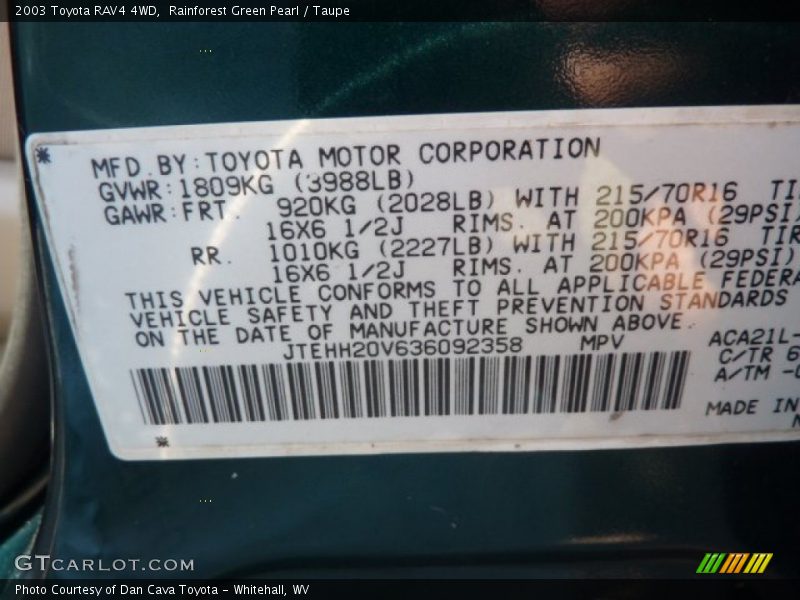 2003 Toyota RAV4 4WD, Rainforest Green Pearl / Taupe
MFD.BY:TOYOTA MOTOR CORPORATION
GVWR:1809KG (3988LB)
GAWR:FRT. 920KG (2028LB) WITH 215/70R16
16X6 1/2J RIMS. AT 200KPA (29PSI)
RR. 1010KG (2227LB) WITH 215/70R16
16X6 1/2J RIMS. AT 200KPA (29PSI)
THIS VEHICLE CONFORMS TO ALL APPLICABLE
VEHICLE SAFETY AND THEFT PREVENTION STANDARDS
ON THE DATE OF MANUFACTURE SHOWN ABOVE.
JTEHH20V636092358 MPV
ACA21L-
C/TR
A/TM
MADE IN
GTCARLOT.COM
Photo Courtesy of Dan Cava Toyota - Whitehall, WV